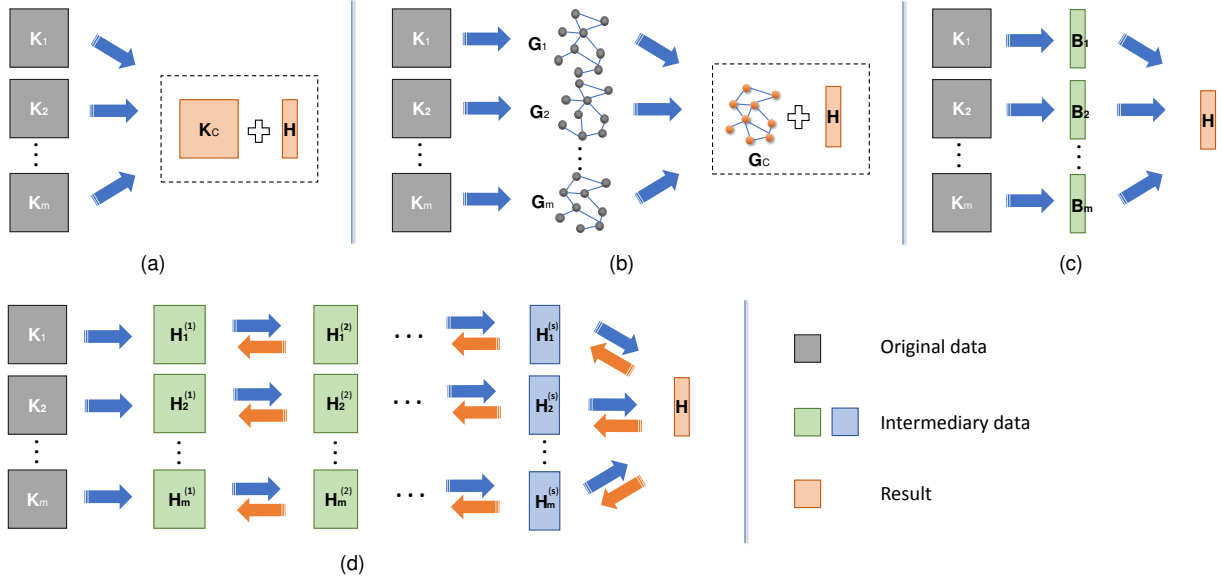 K1
K2
Km
KC
H
(a)
K1
K2
Km
G1
G2
Gm
GC
H
(b)
K1
K2
Km
B1
B2
Bm
H
(c)
K1 H1(1) H1(2) H1(s)
K2 H2(1) H2(2) H2(s)
H
Km Hm(1) Hm(2) Hm(s)
(d)
Original data
Intermediary data
Result